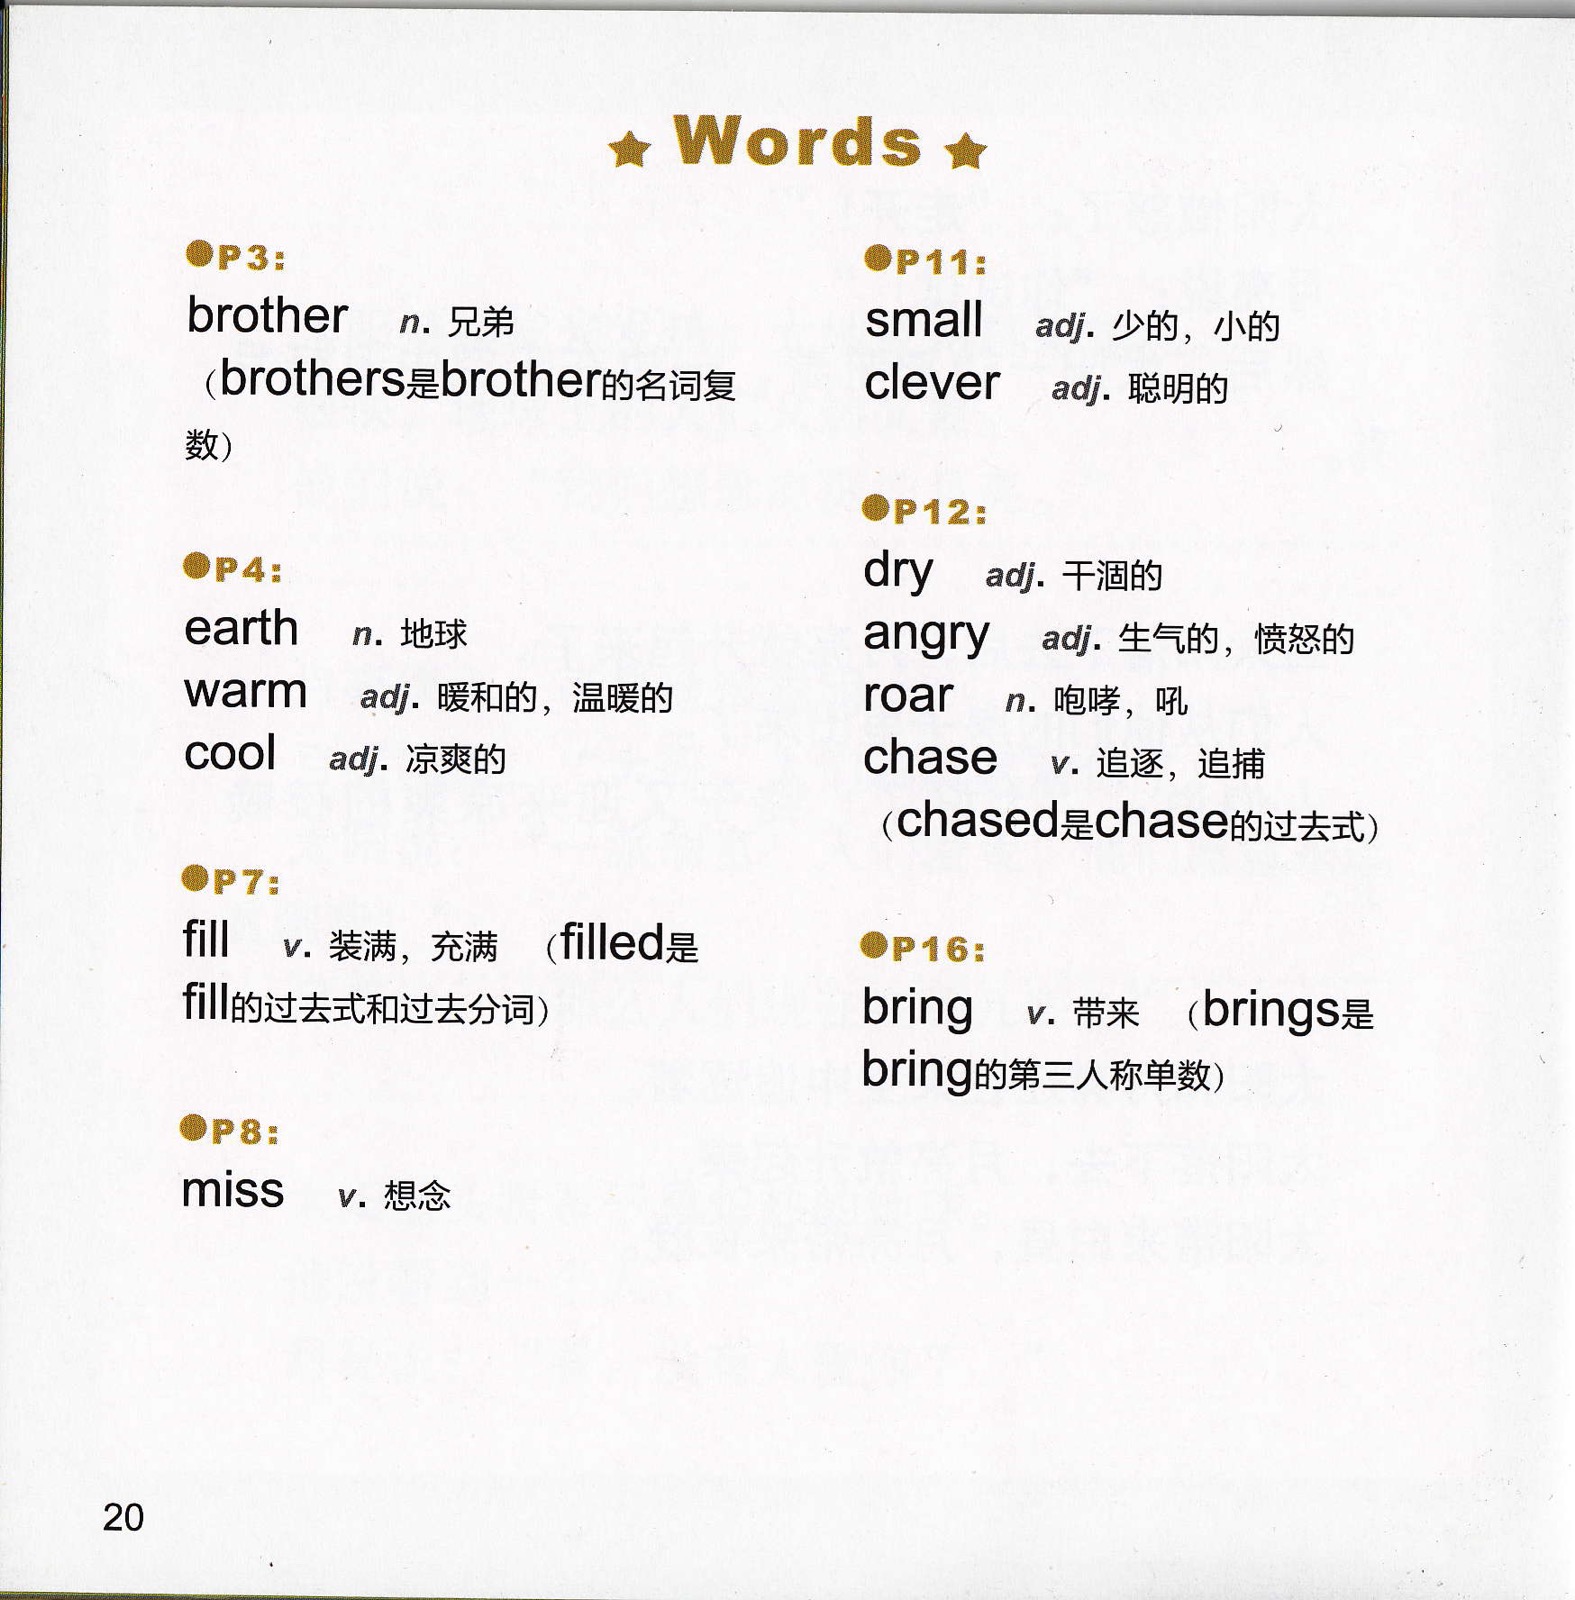 ★ Words ★
●P3:
brother n. 兄弟
（brothers是brother的名词复
数）
●P4:
earth n. 地球
warm adj. 暖和的，温暖的
cool adj. 凉爽的
●P7:
fill v. 装满，充满 （filled是
fill的过去式和过去分词）
●P8:
miss v. 想念
●P11:
small adj. 少的，小的
clever adj. 聪明的
●P12:
dry adj. 干涸的
angry adj. 生气的，愤怒的
roar n. 咆哮，吼
chase v. 追逐，追捕
（chased是chase的过去式）
●P16:
bring v. 带来 （brings是
bring的第三人称单数）
20